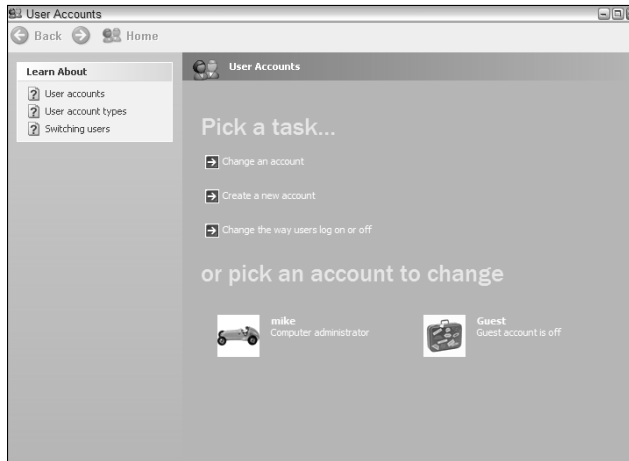 User Accounts
Back Home
Learn About
User accounts
User account types
Switching users
User Accounts
Pick a task...
Change an account
Create a new account
Change the way users log on or off
or pick an account to change
mike
Computer administrator
Guest
Guest account is off